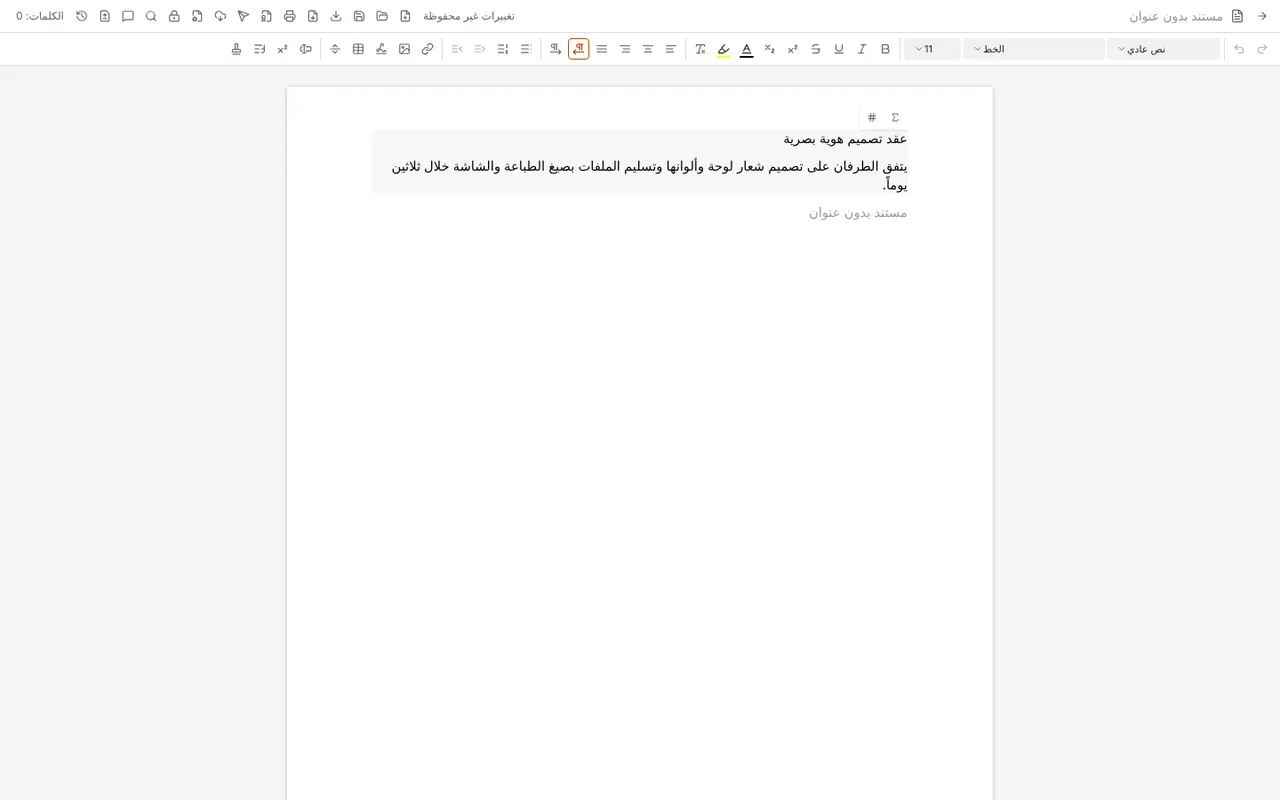 مستند بدون عنوان
تغييرات غير محفوظة
الكلمات: 0
نص عادي
الخط
11
عقد تصميم هوية بصرية
يتفق الطرفان على تصميم شعار لوحة وألوانها وتسليم الملفات بصيغ الطباعة والشاشة خلال ثلاثين
يوماً.
مستند بدون عنوان